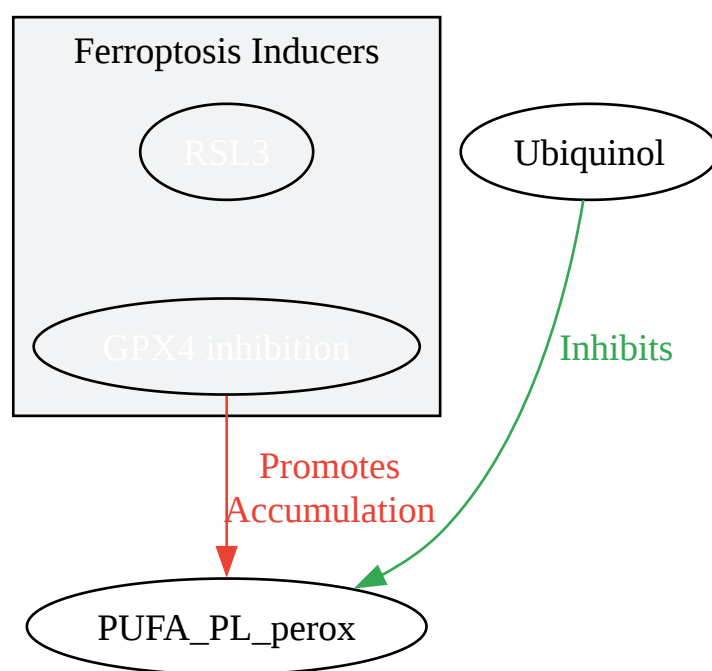 Ferroptosis Inducers
RSL3
Ubiquinol
GPX4 inhibition
Inhibits
Promotes
Accumulation
PUFA_PL_perox